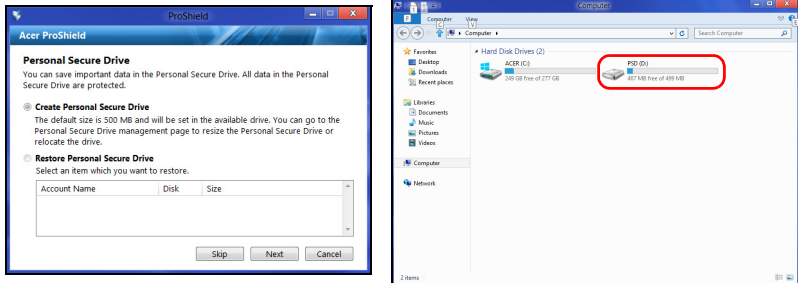 ProShield
Acer ProShield
Personal Secure Drive
You can save important data in the Personal Secure Drive. All data in the Personal
Secure Drive are protected.
Create Personal Secure Drive
The default size is 500 MB and will be set in the available drive. You can go to the
Personal Secure Drive management page to resize the Personal Secure Drive or
relocate the drive.
Restore Personal Secure Drive
Select an item which you want to restore.
Account Name Disk Size
Skip Next Cancel
Computer
F Computer View
C V E
Computer
Search Computer
Favorites
Desktop
Downloads
Recent places
Libraries
Documents
Music
Pictures
Videos
Computer
Network
Hard Disk Drives (2)
ACER (C:)
249 GB free of 277 GB
PSD (D:)
467 MB free of 499 MB
2 items